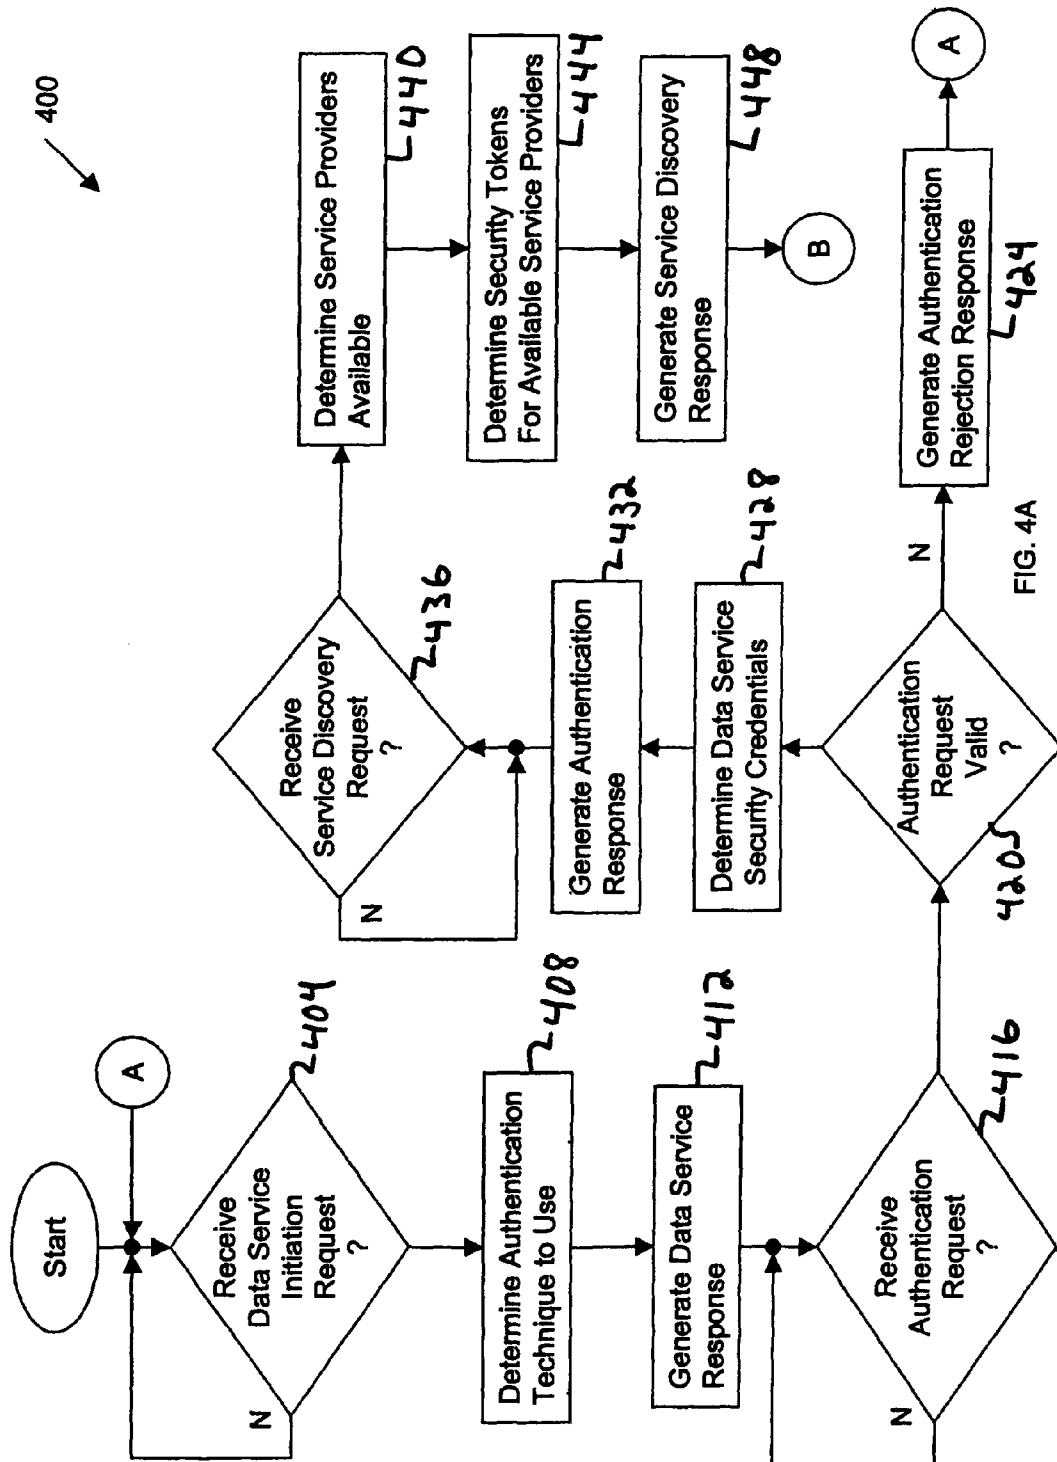 400
Start
A
Receive
Data Service
Initiation
Request
?
N
404
Determine Authentication
Technique to Use
408
Generate Data Service
Response
412
Receive
Authentication
Request
?
N
416
Authentication
Request
Valid
?
N
420
Generate Authentication
Rejection Response
424
A
Determine Data Service
Security Credentials
428
Generate Authentication
Response
432
Receive
Service Discovery
Request
?
N
436
Determine Service Providers
Available
440
Determine Security Tokens
For Available Service Providers
444
Generate Service Discovery
Response
448
B
FIG. 4A